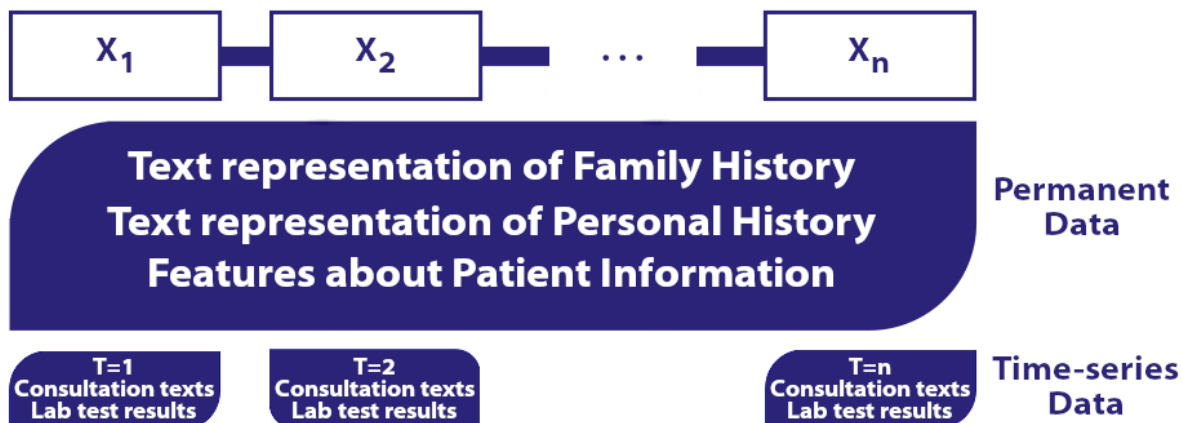 X1 X2 ... Xn
Text representation of Family History
Text representation of Personal History
Features about Patient Information
Permanent
Data
T=1
Consultation texts
Lab test results
T=2
Consultation texts
Lab test results
T=n
Consultation texts
Lab test results
Time-series
Data